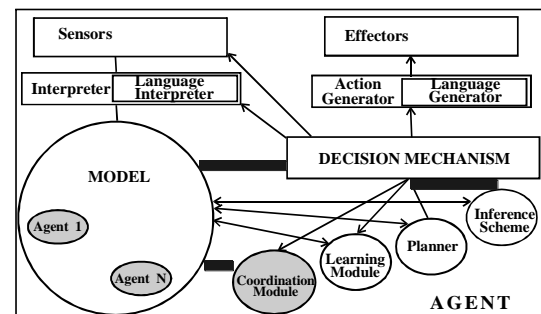 Sensors
Effectors
Interpreter
Language
Interpreter
Action
Generator
Language
Generator
MODEL
DECISION MECHANISM
Agent 1
Agent N
Coordination
Module
Learning
Module
Planner
Inference
Scheme
AGENT